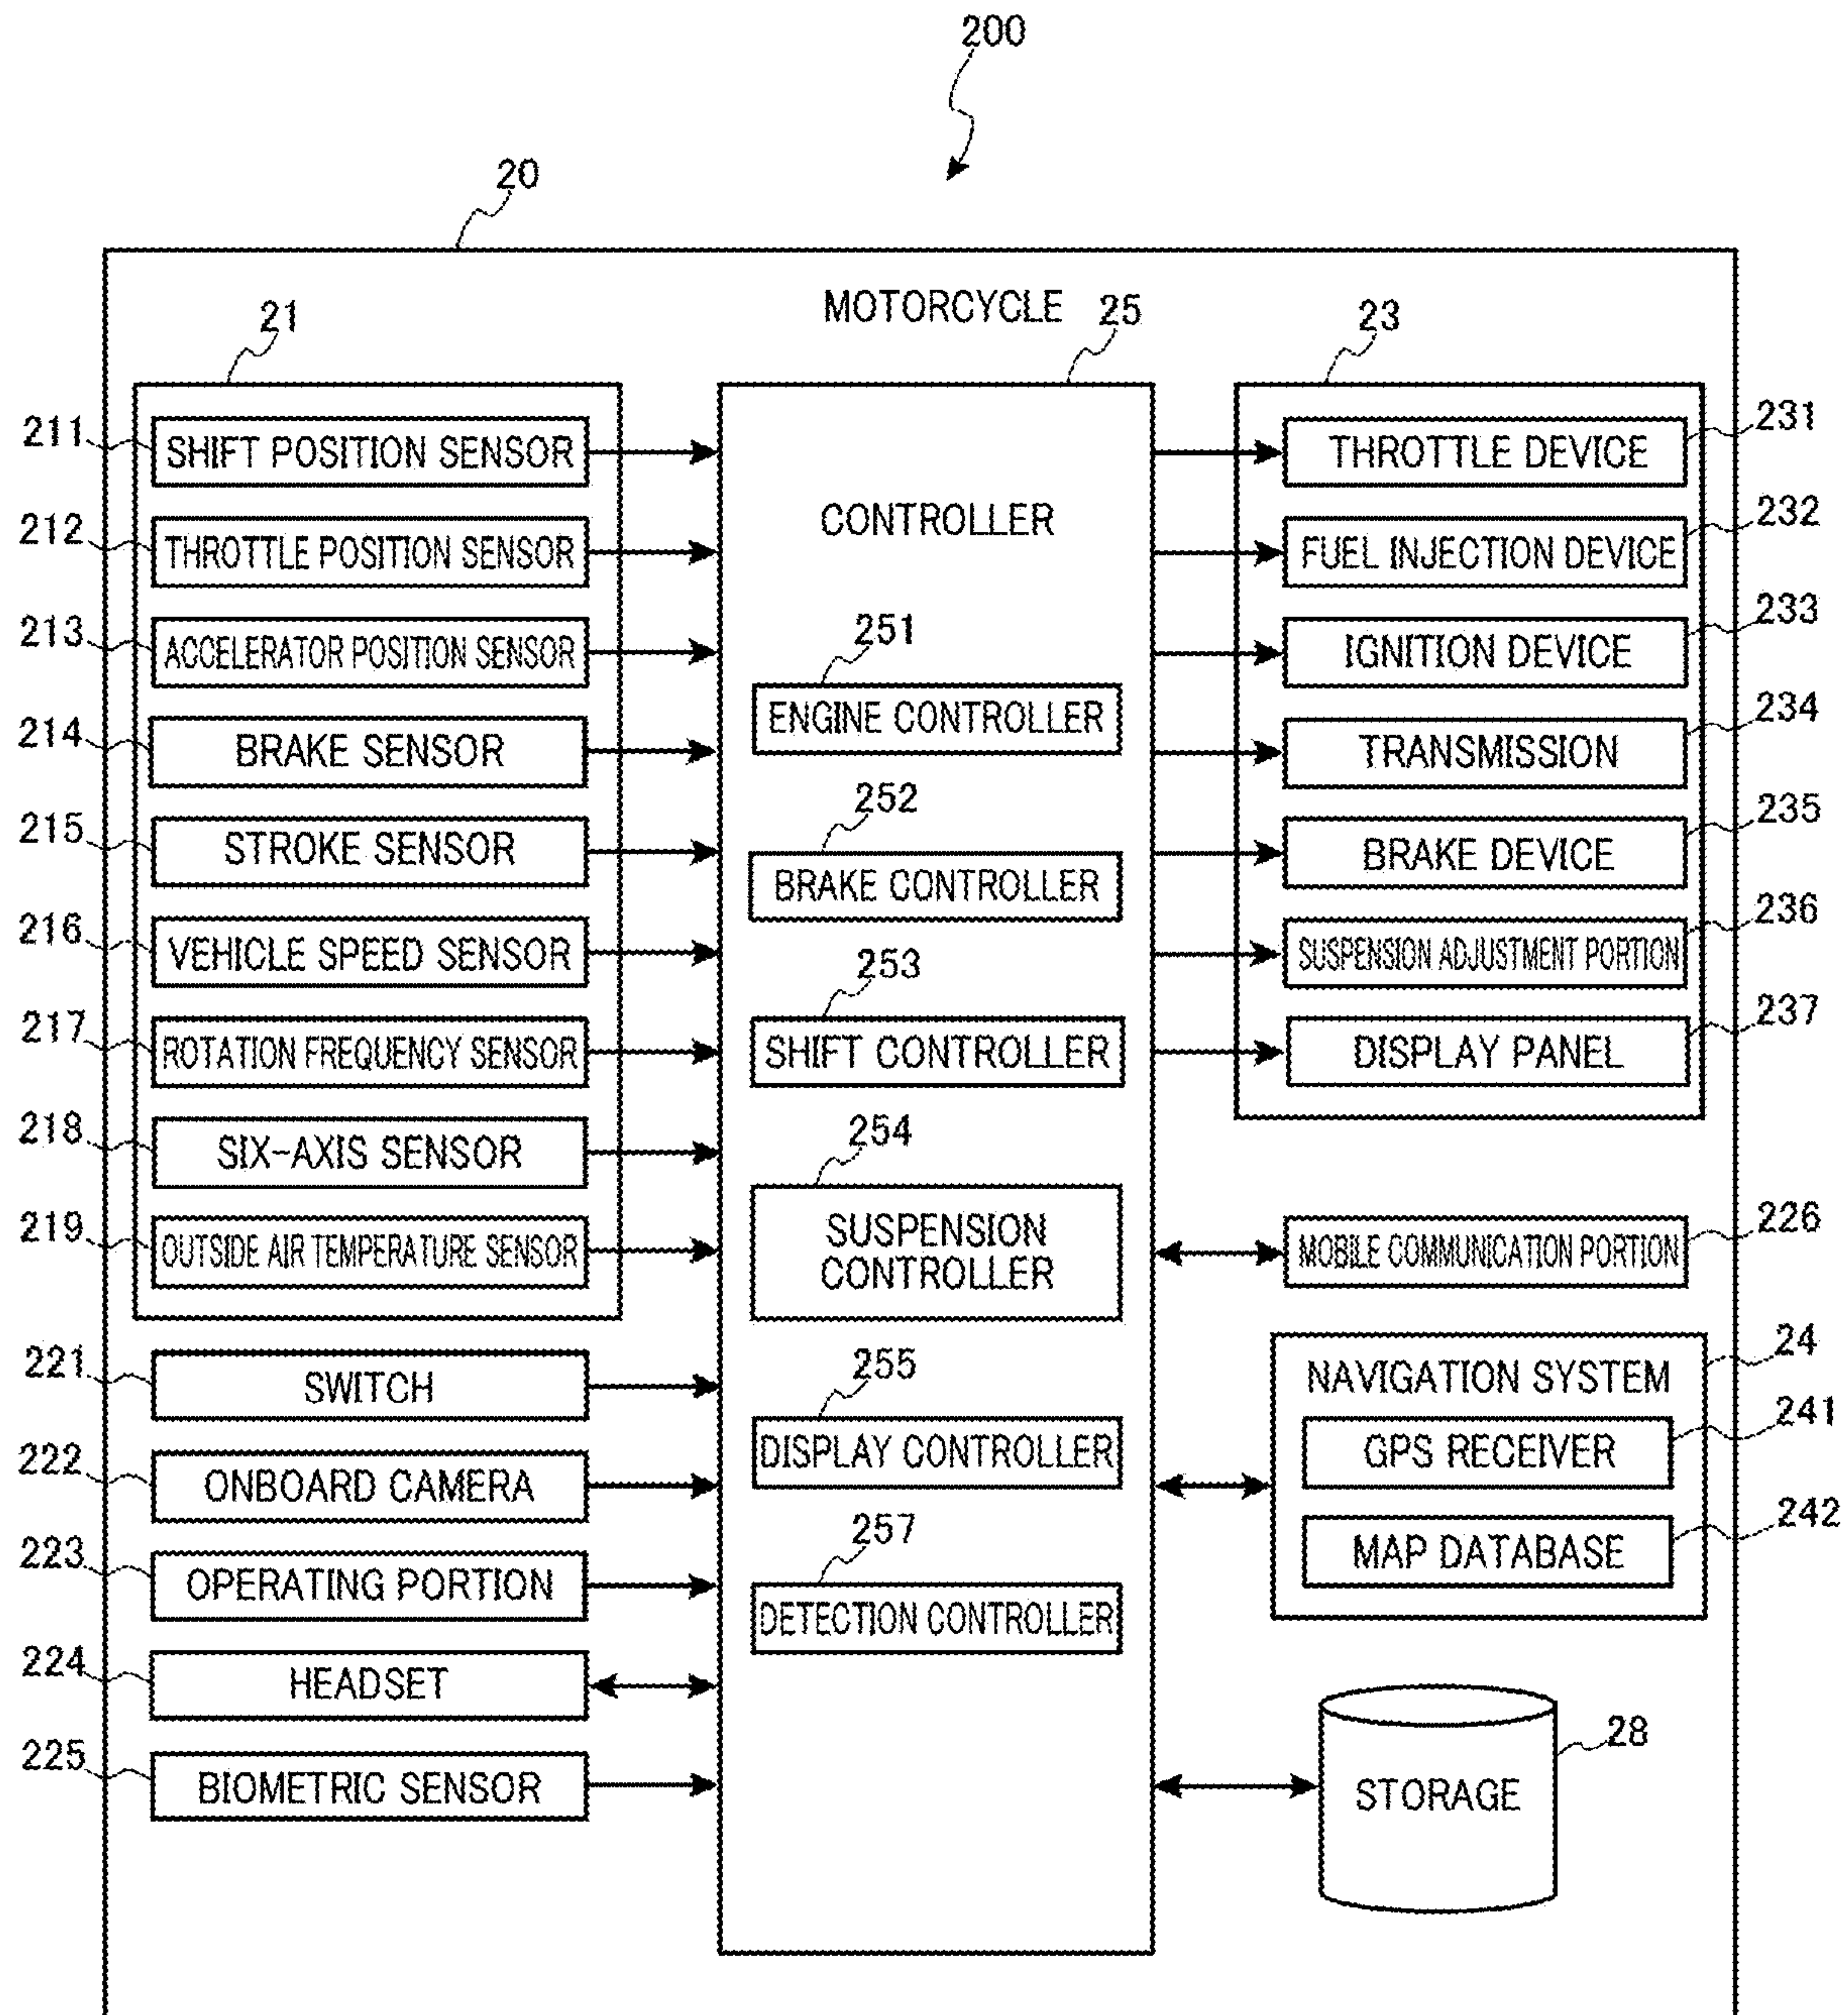 200
20
MOTORCYCLE
21
25
23
211
SHIFT POSITION SENSOR
212
THROTTLE POSITION SENSOR
213
ACCELERATOR POSITION SENSOR
214
BRAKE SENSOR
215
STROKE SENSOR
216
VEHICLE SPEED SENSOR
217
ROTATION FREQUENCY SENSOR
218
SIX-AXIS SENSOR
219
OUTSIDE AIR TEMPERATURE SENSOR
221
SWITCH
222
ONBOARD CAMERA
223
OPERATING PORTION
224
HEADSET
225
BIOMETRIC SENSOR
CONTROLLER
251
ENGINE CONTROLLER
252
BRAKE CONTROLLER
253
SHIFT CONTROLLER
254
SUSPENSION
CONTROLLER
255
DISPLAY CONTROLLER
257
DETECTION CONTROLLER
231
THROTTLE DEVICE
232
FUEL INJECTION DEVICE
233
IGNITION DEVICE
234
TRANSMISSION
235
BRAKE DEVICE
236
SUSPENSION ADJUSTMENT PORTION
237
DISPLAY PANEL
226
MOBILE COMMUNICATION PORTION
24
NAVIGATION SYSTEM
241
GPS RECEIVER
242
MAP DATABASE
28
STORAGE